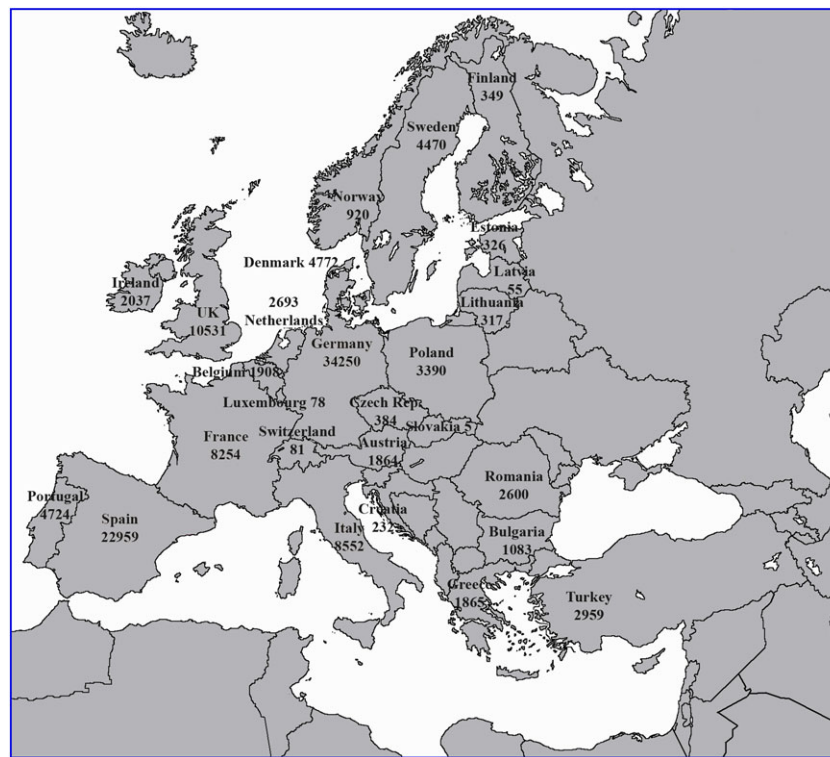 Finland
349
Sweden
4470
Norway
920
Estonia
326
Denmark 4772
Latvia
55
Ireland
2037
2693
Netherlands
Lithuania
317
UK
10531
Germany
34250
Poland
3390
Belgium 1908
Luxembourg 78
Czech Rep.
384
Slovakia 5
France
8254
Switzerland
81
Austria
1864
Romania
2600
Portugal
4724
Spain
22959
Croatia
232
Italy
8552
Bulgaria
1083
Greece
1865
Turkey
2959